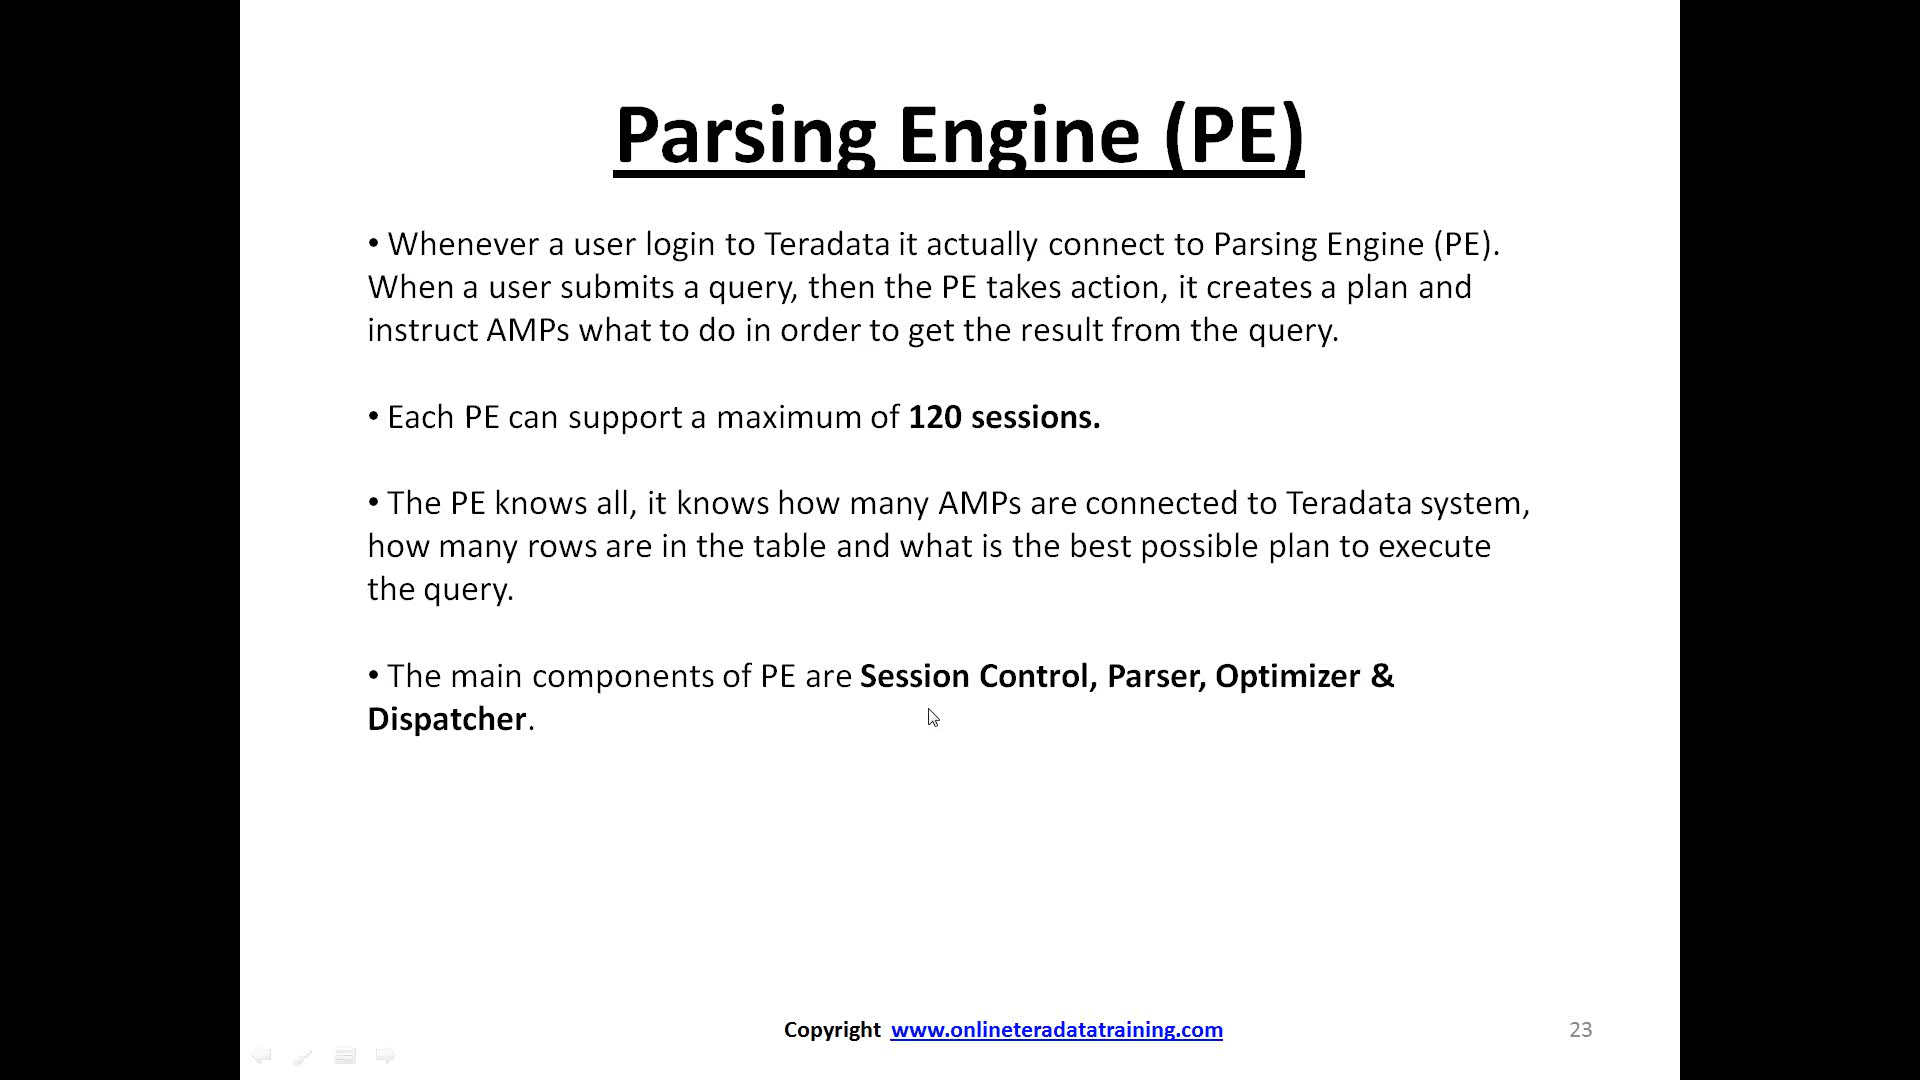 Parsing Engine (PE)
• Whenever a user login to Teradata it actually connect to Parsing Engine (PE).
When a user submits a query, then the PE takes action, it creates a plan and
instruct AMPs what to do in order to get the result from the query.
• Each PE can support a maximum of 120 sessions.
• The PE knows all, it knows how many AMPs are connected to Teradata system,
how many rows are in the table and what is the best possible plan to execute
the query.
• The main components of PE are Session Control, Parser, Optimizer &
Dispatcher.
Copyright www.onlineteradatatraining.com
23